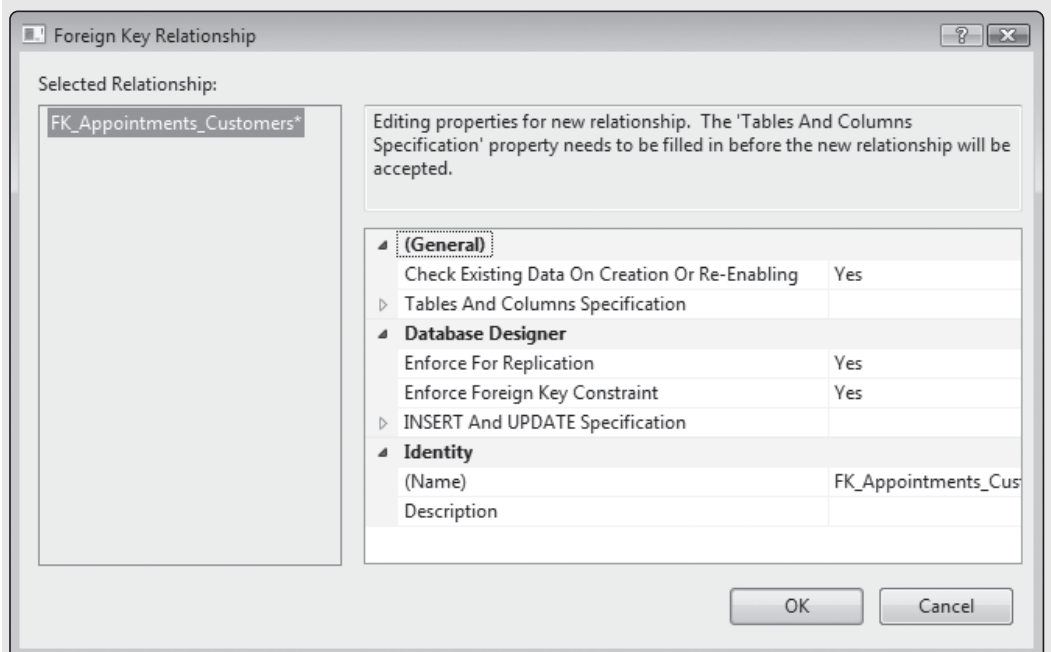 Foreign Key Relationship
Selected Relationship:
FK_Appointments_Customers*
Editing properties for new relationship. The 'Tables And Columns
Specification' property needs to be filled in before the new relationship will be
accepted.
(General)
Check Existing Data On Creation Or Re-Enabling Yes
Tables And Columns Specification
Database Designer
Enforce For Replication Yes
Enforce Foreign Key Constraint Yes
INSERT And UPDATE Specification
Identity
(Name) FK_Appointments_Cus
Description
OK Cancel